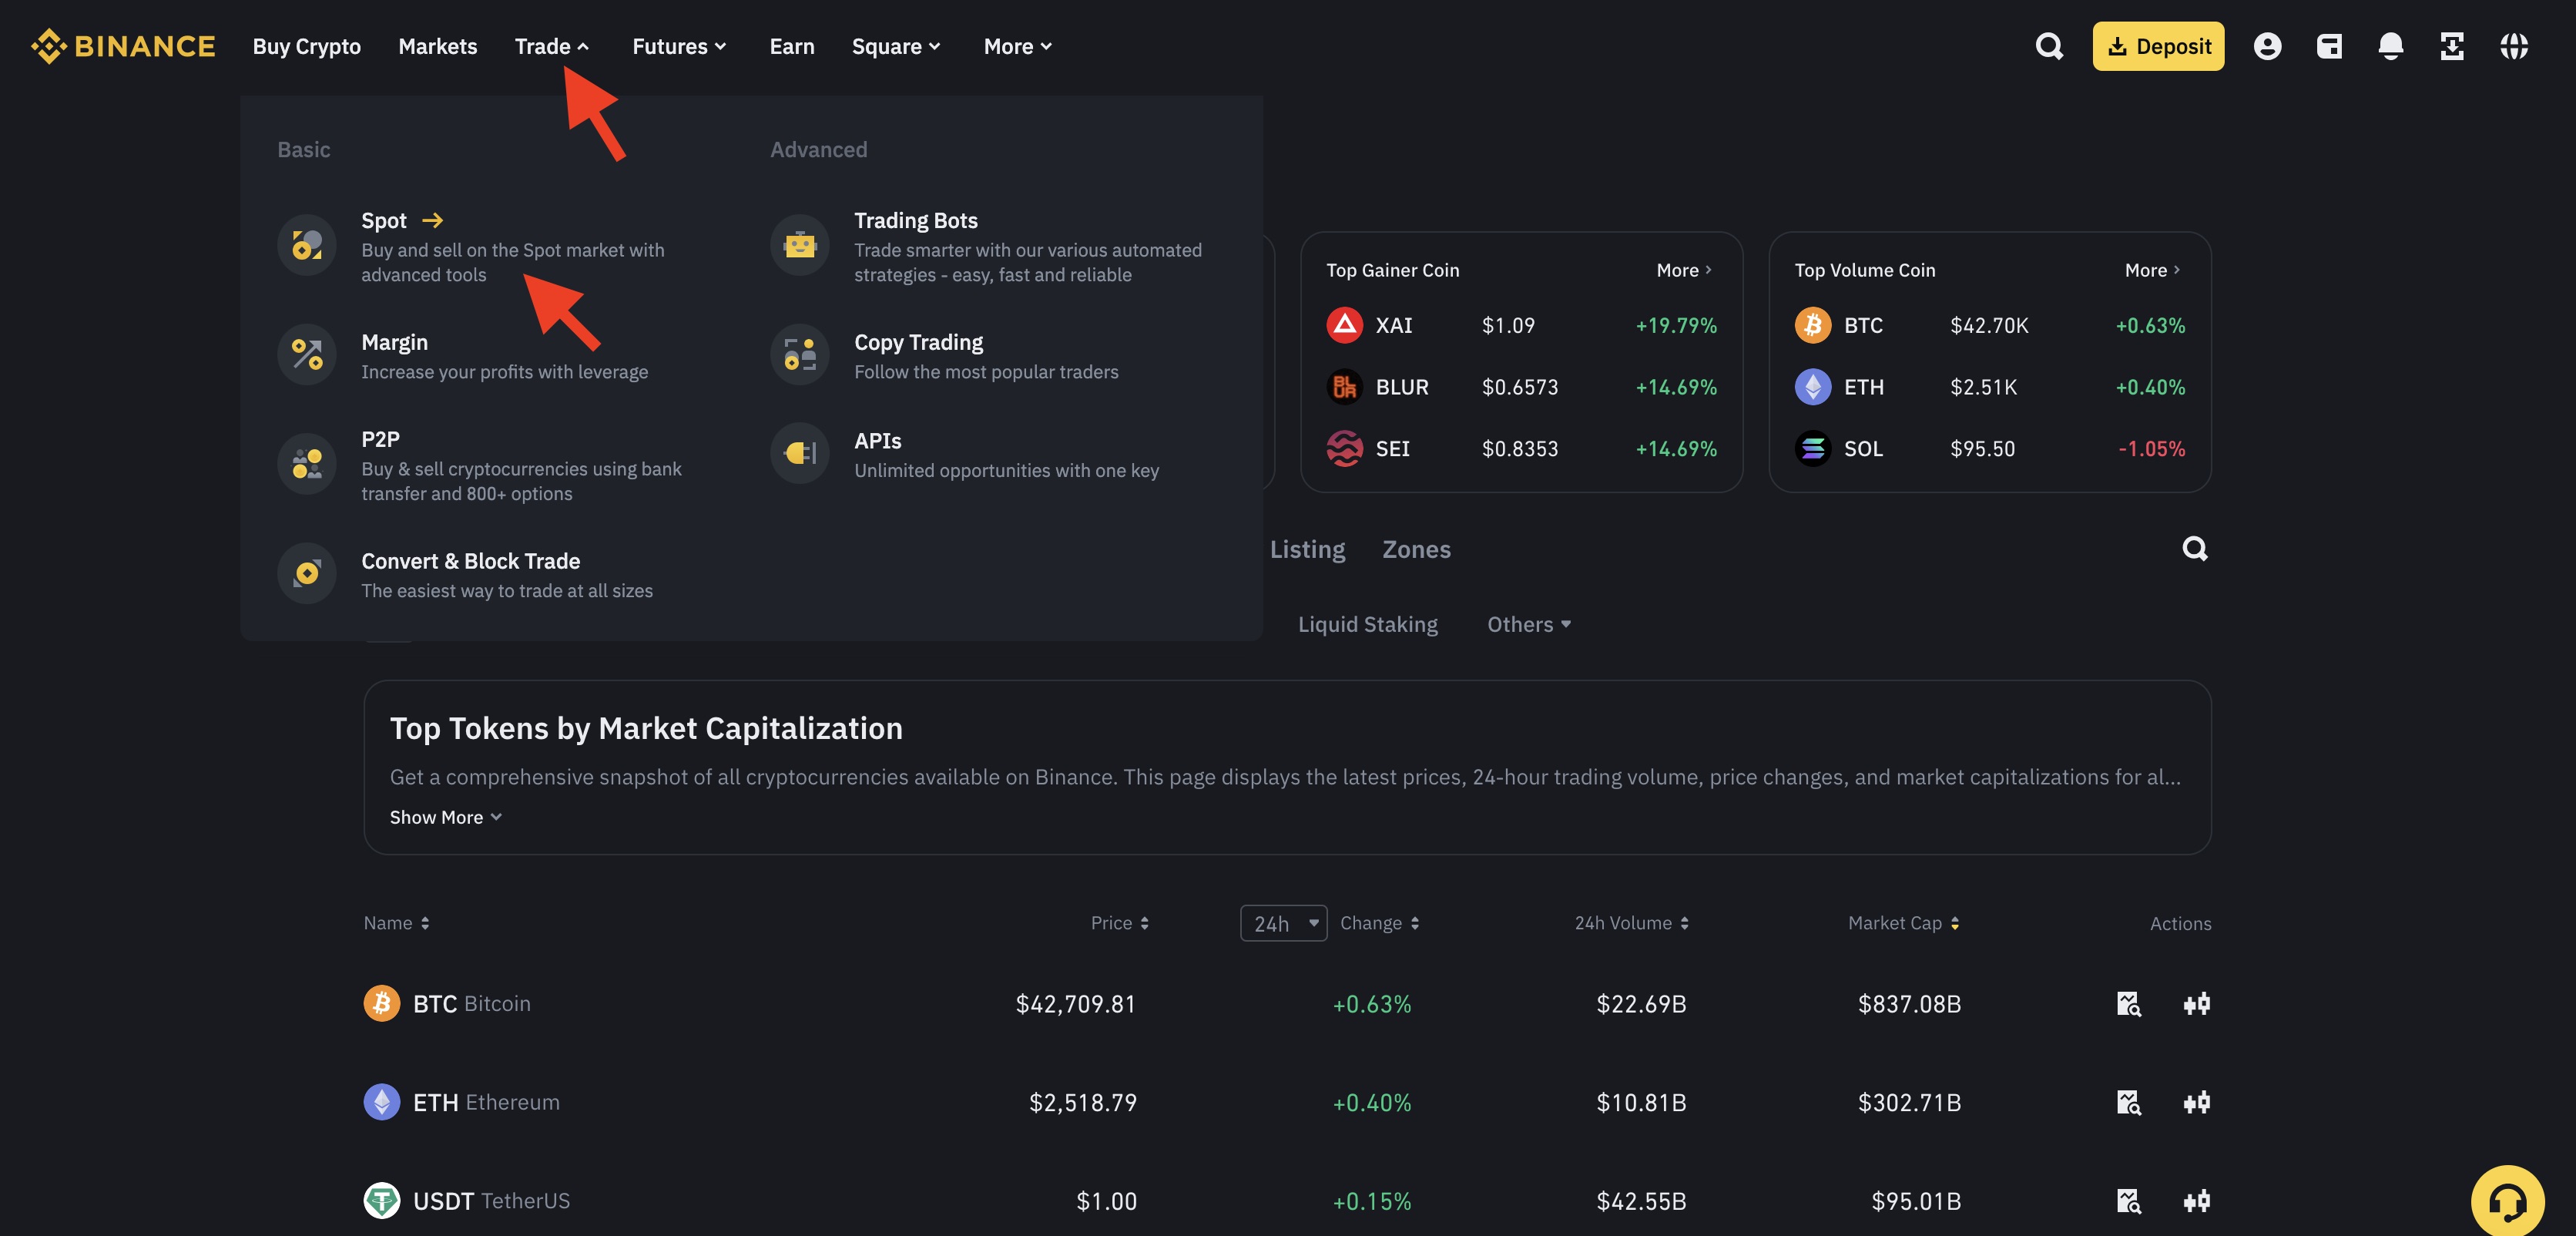 BINANCE Buy Crypto Markets Trade Futures Earn Square More Deposit
Basic
Spot
Buy and sell on the Spot market with
advanced tools
Margin
Increase your profits with leverage
P2P
Buy & sell cryptocurrencies using bank
transfer and 800+ options
Convert & Block Trade
The easiest way to trade at all sizes
Advanced
Trading Bots
Trade smarter with our various automated
strategies - easy, fast and reliable
Copy Trading
Follow the most popular traders
APIs
Unlimited opportunities with one key
Top Gainer Coin More
XAI $1.09 +19.79%
BLUR $0.6573 +14.69%
SEI $0.8353 +14.69%
Top Volume Coin More
BTC $42.70K +0.63%
ETH $2.51K +0.40%
SOL $95.50 -1.05%
Listing Zones
Liquid Staking Others
Top Tokens by Market Capitalization
Get a comprehensive snapshot of all cryptocurrencies available on Binance. This page displays the latest prices, 24-hour trading volume, price changes, and market capitalizations for al...
Show More
Name Price 24h Change 24h Volume Market Cap Actions
BTC Bitcoin $42,709.81 +0.63% $22.69B $837.08B
ETH Ethereum $2,518.79 +0.40% $10.81B $302.71B
USDT TetherUS $1.00 +0.15% $42.55B $95.01B